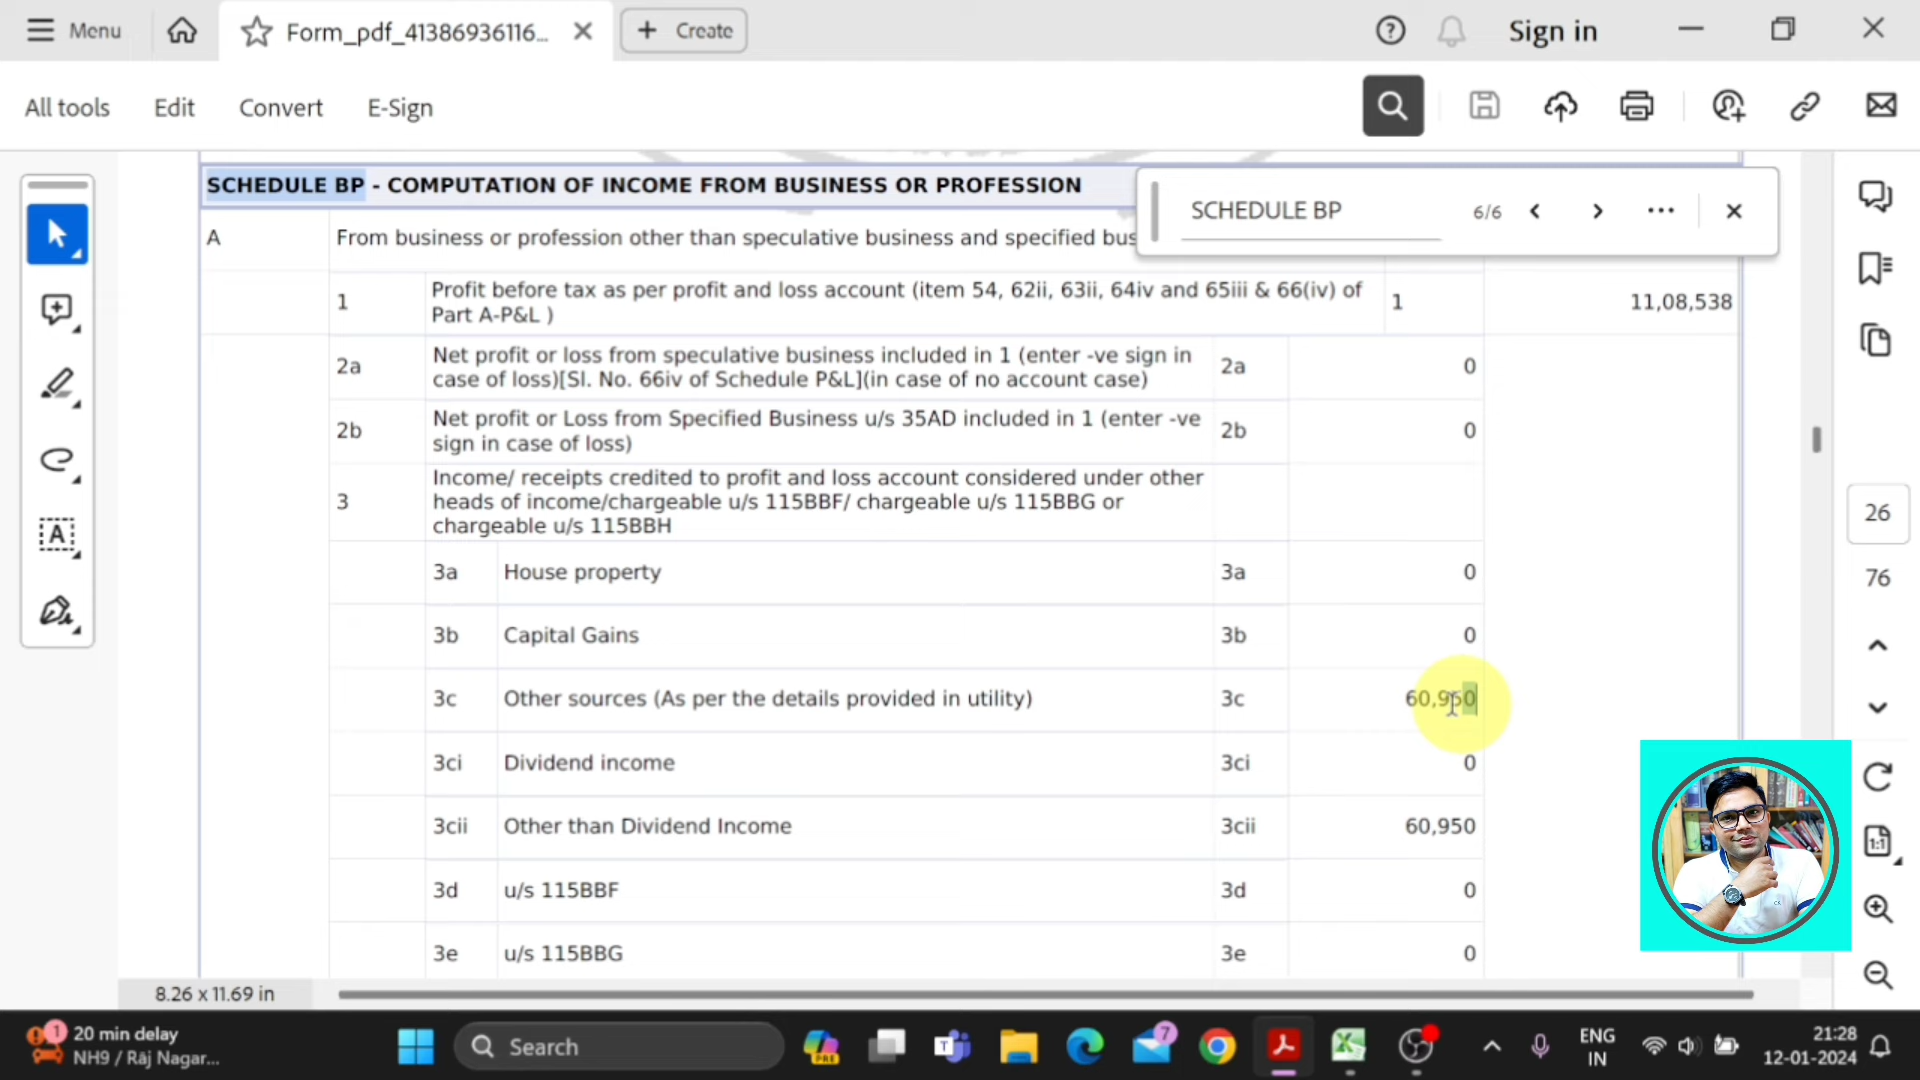 Menu
Form_pdf_41386936116...
Create
Sign in
All tools
Edit
Convert
E-Sign
SCHEDULE BP - COMPUTATION OF INCOME FROM BUSINESS OR PROFESSION
SCHEDULE BP 6/6
A From business or profession other than speculative business and specified bus
1 Profit before tax as per profit and loss account (item 54, 62ii, 63ii, 64iv and 65iii & 66(iv) of 1 11,08,538
Part A-P&L )
2a Net profit or loss from speculative business included in 1 (enter -ve sign in 2a 0
case of loss)[Sl. No. 66iv of Schedule P&L](in case of no account case)
2b Net profit or Loss from Specified Business u/s 35AD included in 1 (enter -ve 2b 0
sign in case of loss)
3 Income/ receipts credited to profit and loss account considered under other
heads of income/chargeable u/s 115BBF/ chargeable u/s 115BBG or
chargeable u/s 115BBH
3a House property 3a 0
3b Capital Gains 3b 0
3c Other sources (As per the details provided in utility) 3c 60,950
3ci Dividend income 3ci 0
3cii Other than Dividend Income 3cii 60,950
3d u/s 115BBF 3d 0
3e u/s 115BBG 3e 0
26
76
1:1
8.26 x 11.69 in
1 20 min delay
NH9 / Raj Nagar...
Search
PRE
7
ENG
IN
21:28
12-01-2024